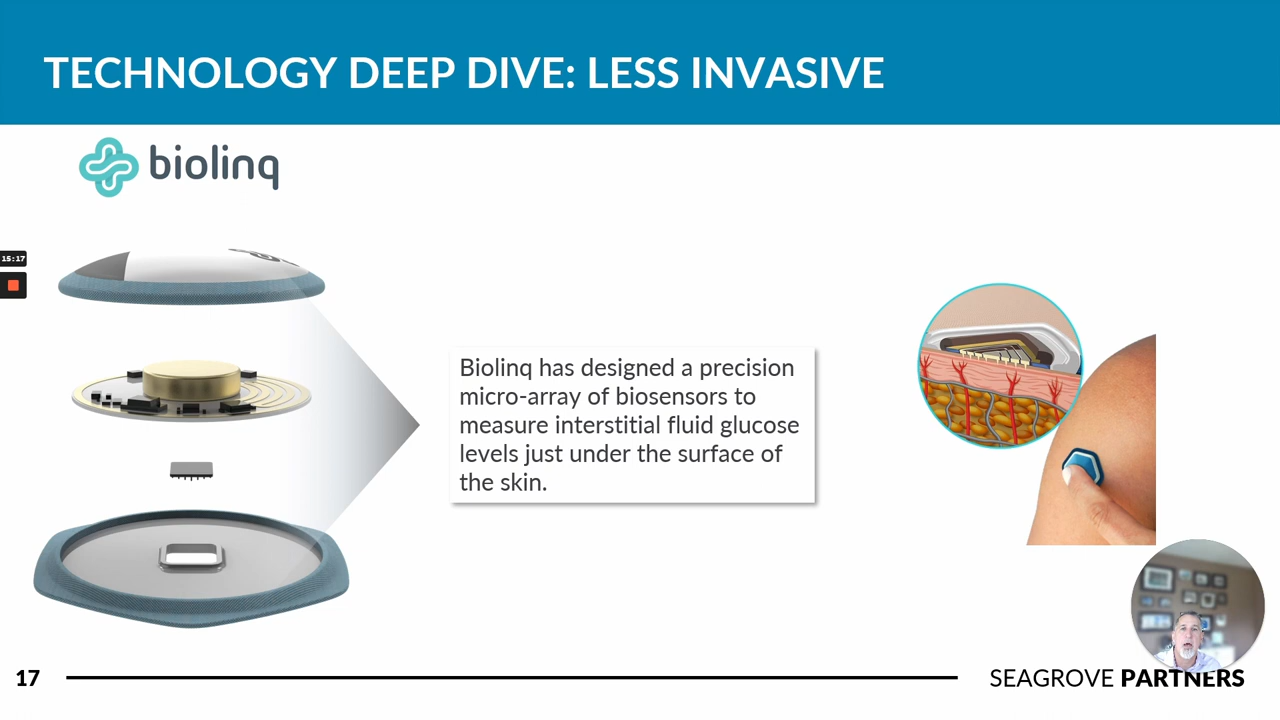 TECHNOLOGY DEEP DIVE: LESS INVASIVE
biolinq
15:17
Biolinq has designed a precision
micro-array of biosensors to
measure interstitial fluid glucose
levels just under the surface of
the skin.
17
SEAGROVE PARTNERS